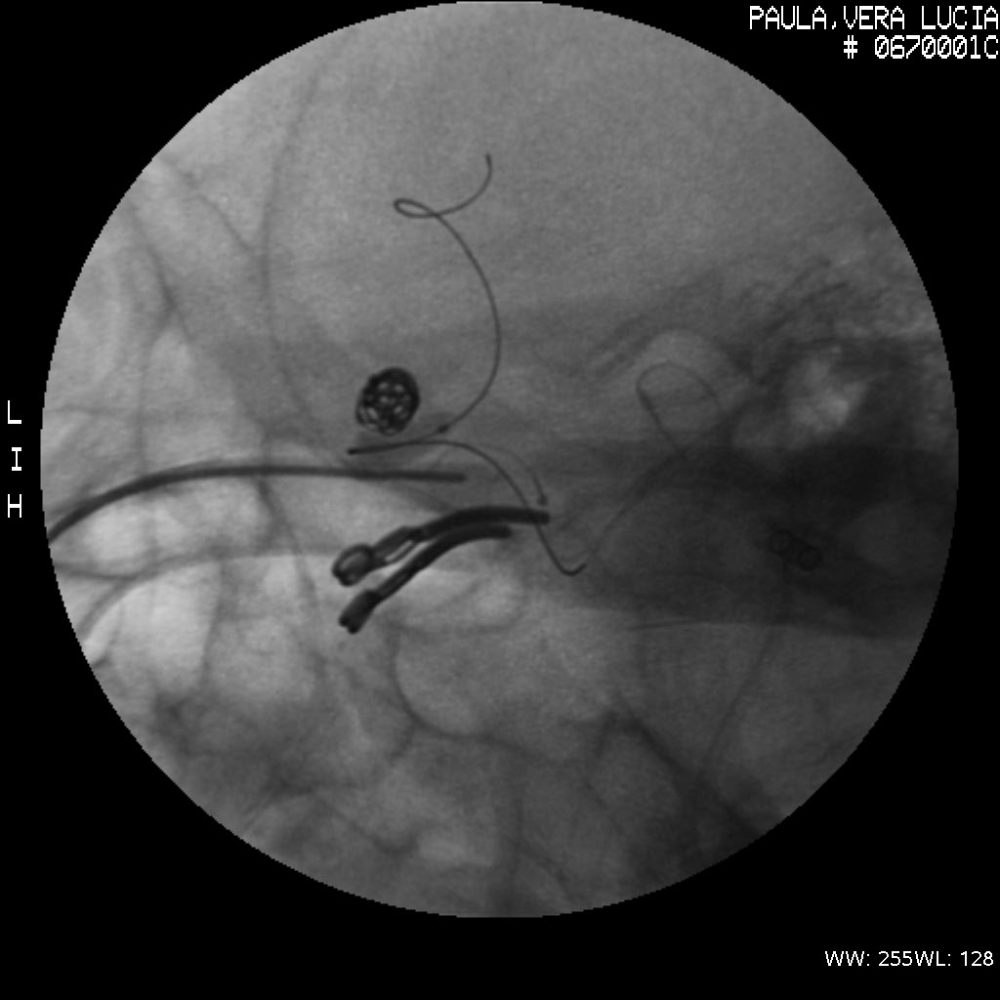 PAULA,VERA LUCIA
# 0670001C
L
I
H
WW: 255WL: 128